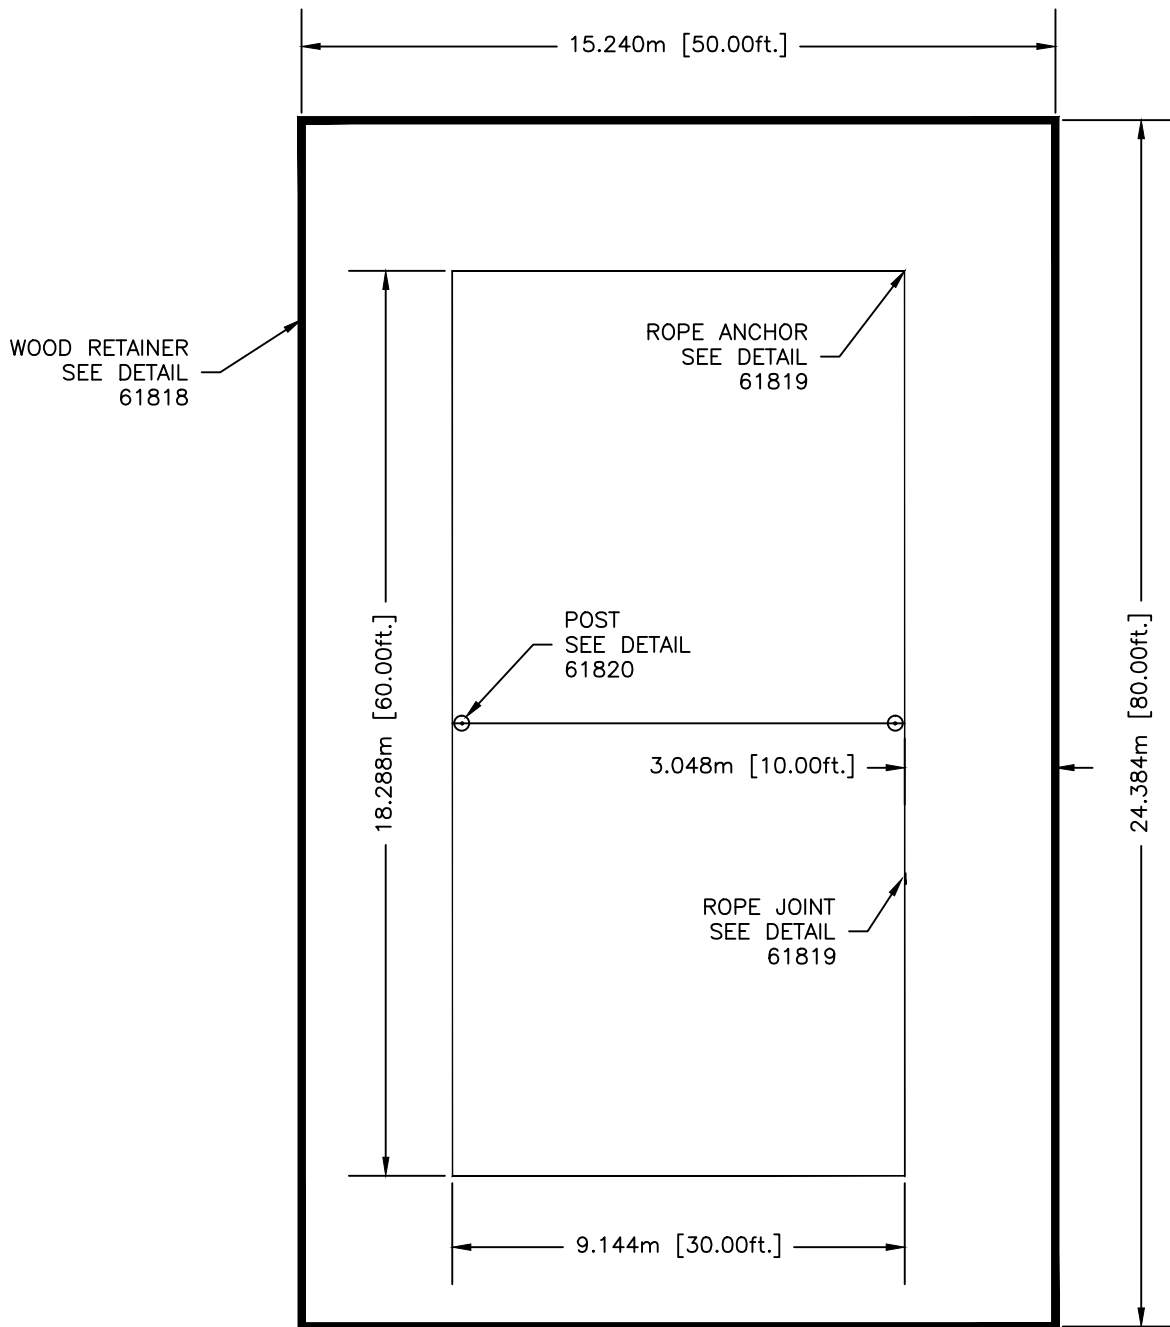 15.240m [50.00ft.]
WOOD RETAINER
SEE DETAIL
61818
ROPE ANCHOR
SEE DETAIL
61819
POST
SEE DETAIL
61820
18.288m [60.00ft.]
3.048m [10.00ft.]
24.384m [80.00ft.]
ROPE JOINT
SEE DETAIL
61819
9.144m [30.00ft.]